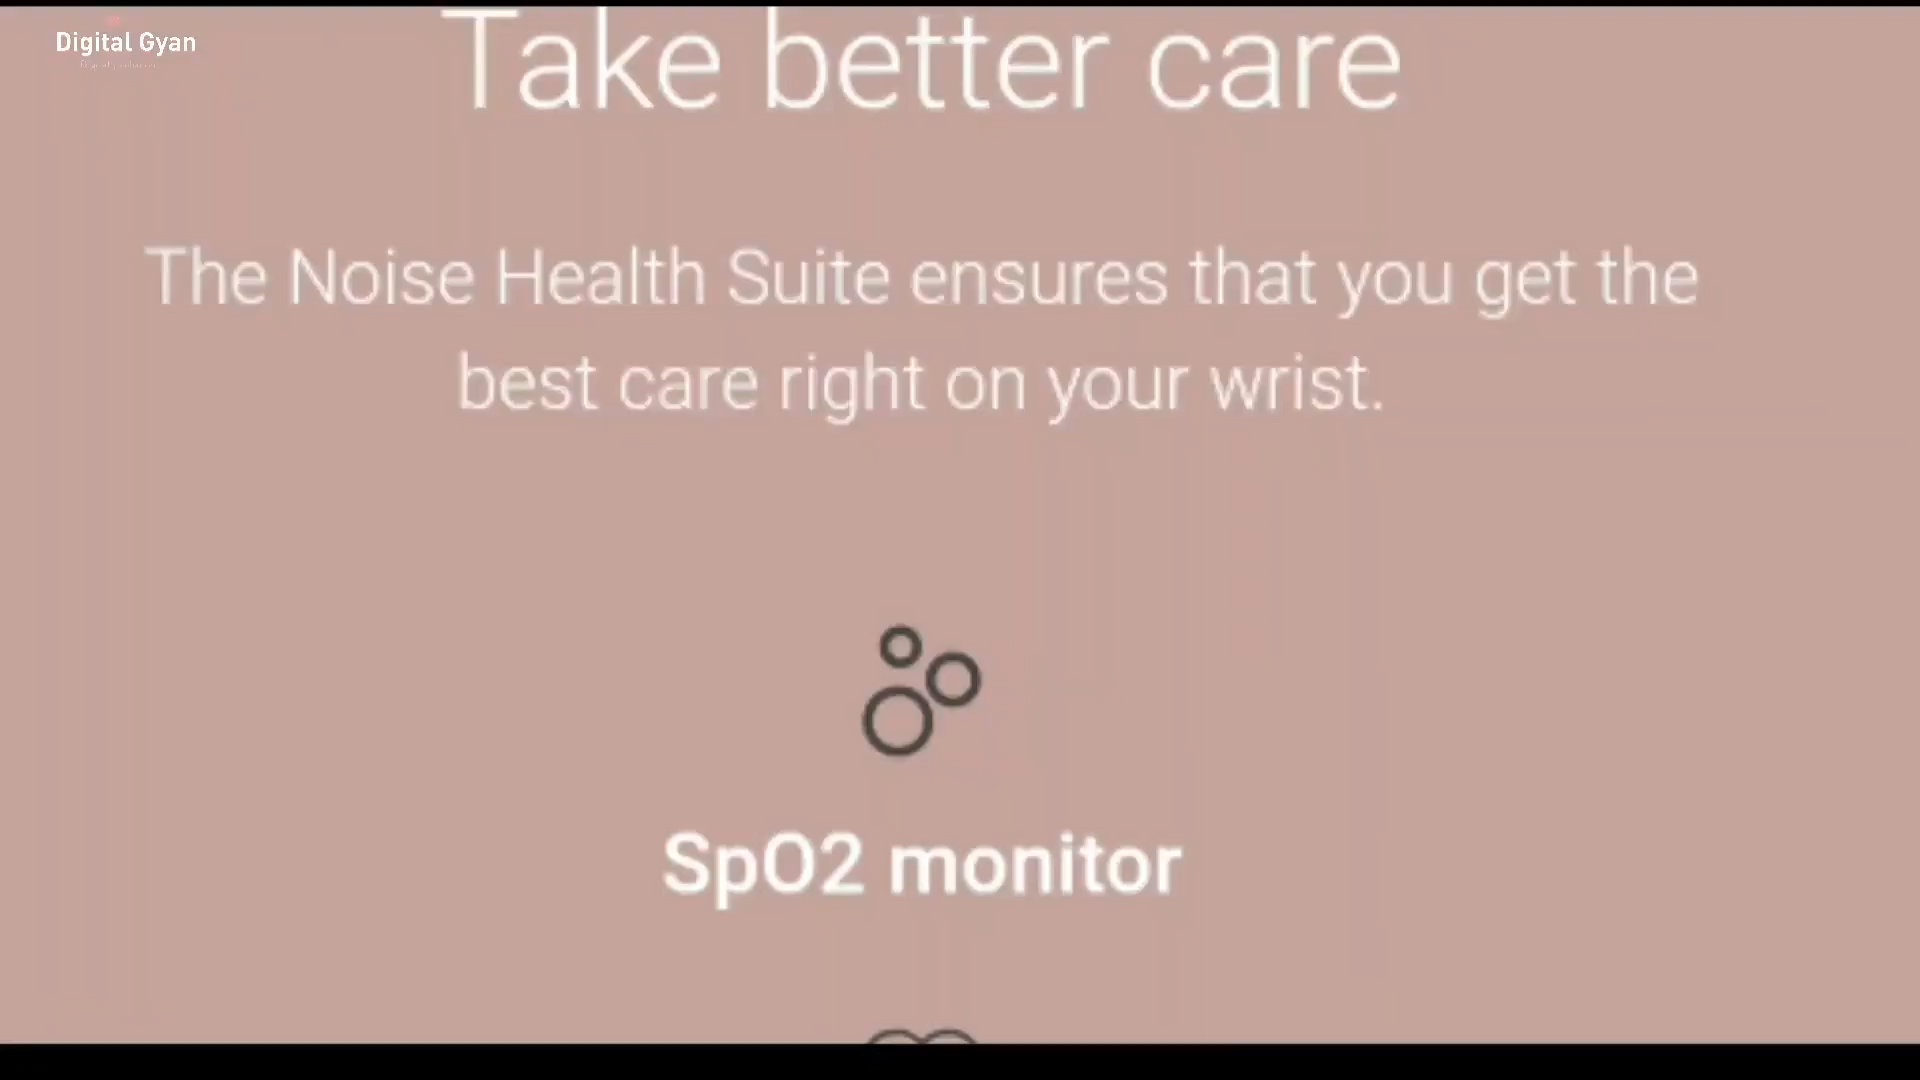 Digital Gyan
Take better care
The Noise Health Suite ensures that you get the
best care right on your wrist.
SpO2 monitor